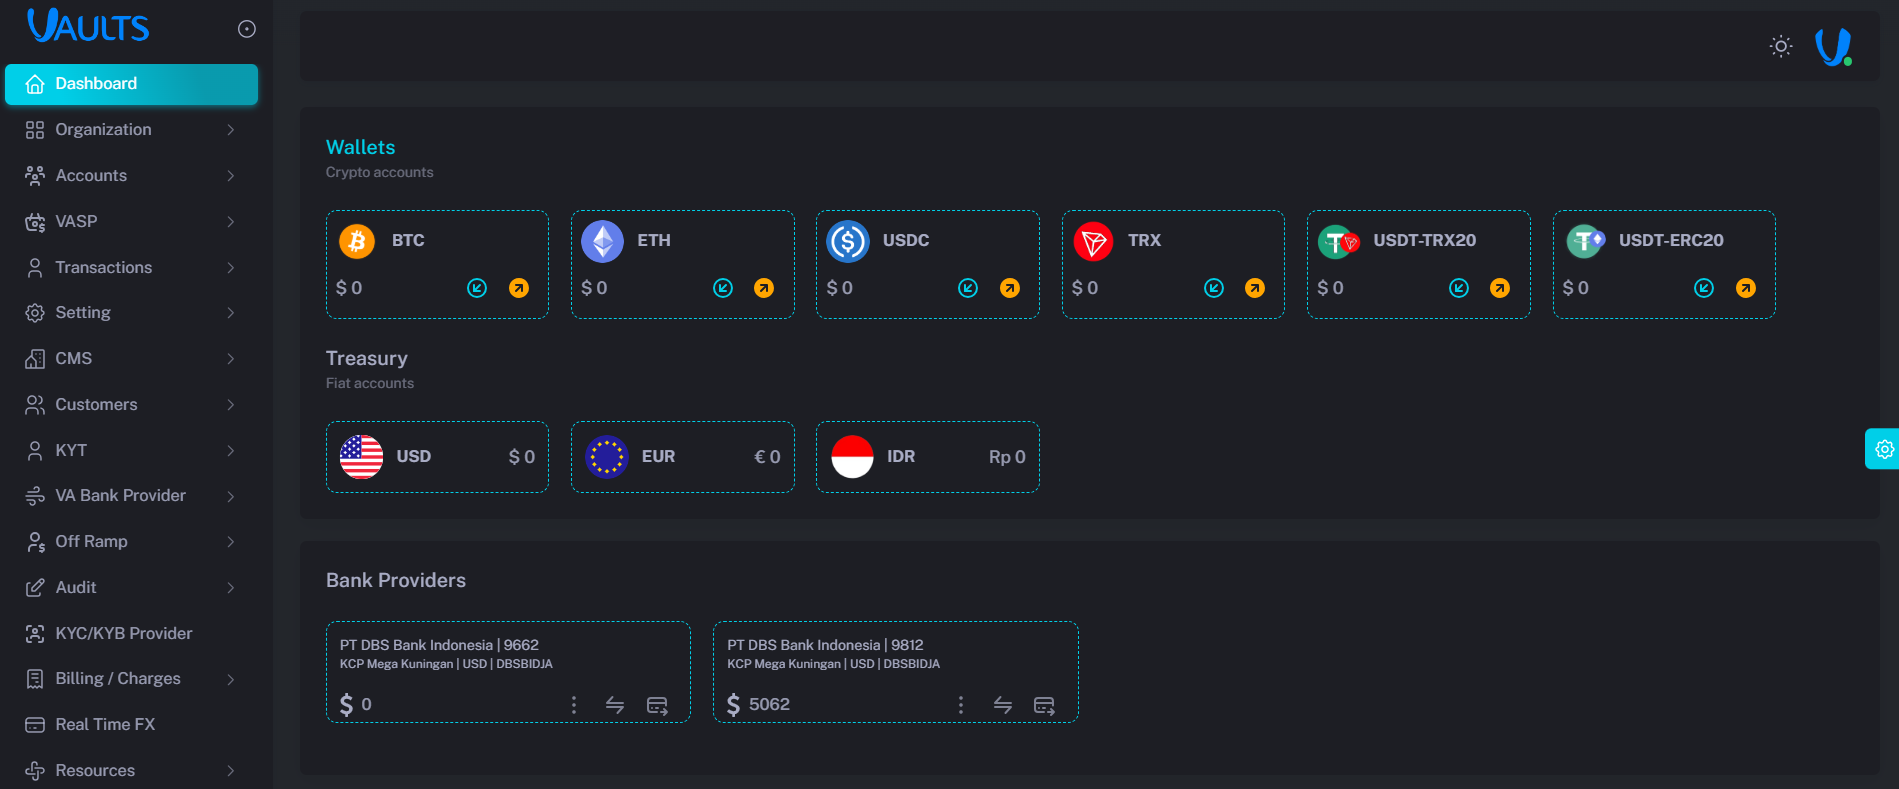 VAULTS
Dashboard
Organization
Accounts
VASP
Transactions
Setting
CMS
Customers
KYT
VA Bank Provider
Off Ramp
Audit
KYC/KYB Provider
Billing / Charges
Real Time FX
Resources
Wallets
Crypto accounts
BTC
$ 0
ETH
$ 0
USDC
$ 0
TRX
$ 0
USDT-TRX20
$ 0
USDT-ERC20
$ 0
Treasury
Fiat accounts
USD $ 0
EUR € 0
IDR Rp 0
Bank Providers
PT DBS Bank Indonesia | 9662
KCP Mega Kuningan | USD | DBSBIDJA
$ 0
PT DBS Bank Indonesia | 9812
KCP Mega Kuningan | USD | DBSBIDJA
$ 5062